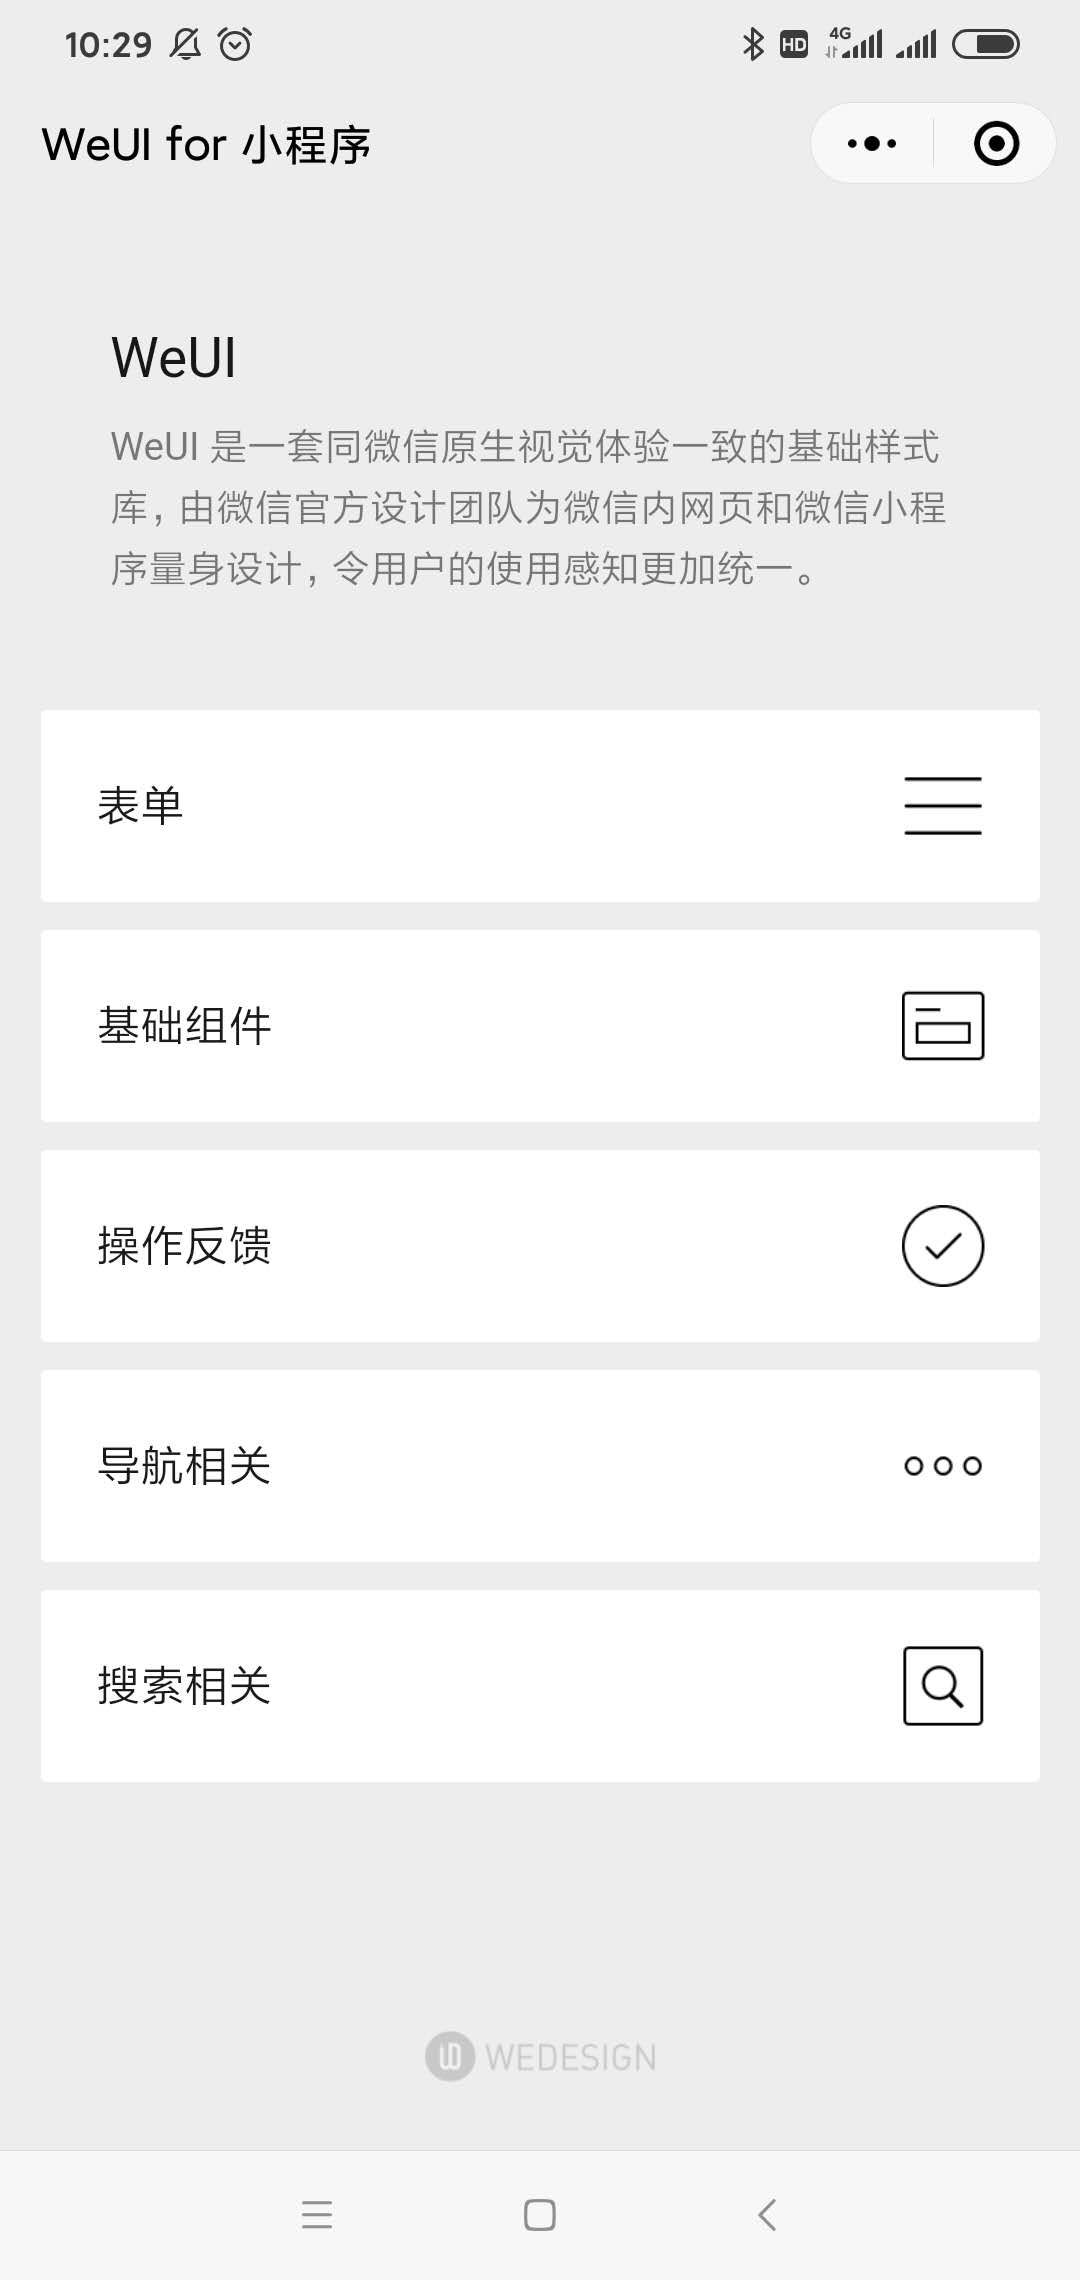 10:29
HD
4G
WeUI for 小程序
WeUI
WeUI 是一套同微信原生视觉体验一致的基础样式
库，由微信官方设计团队为微信内网页和微信小程
序量身设计，令用户的使用感知更加统一。
表单
基础组件
操作反馈
导航相关
搜索相关
WEDESIGN